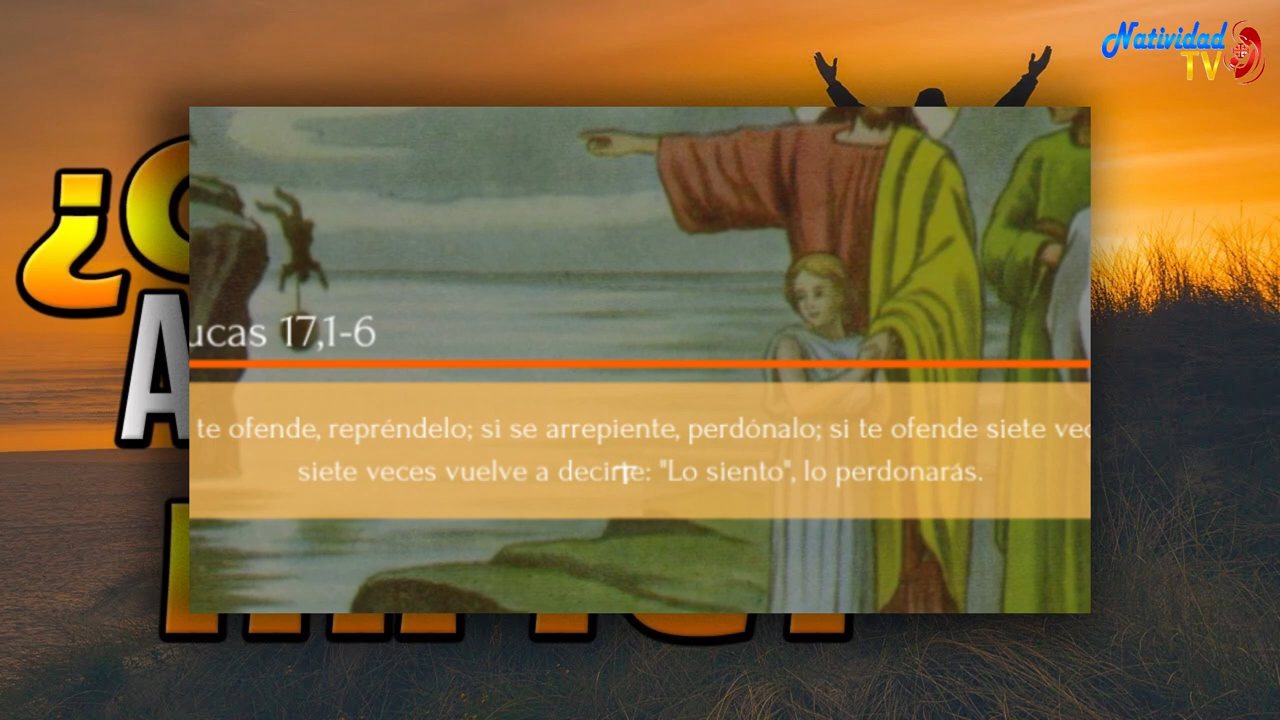 Natividad
TV
ucas 17,1-6
te ofende, repréndelo; si se arrepiente, perdónalo; si te ofende siete vec
siete veces vuelve a decirte: "Lo siento", lo perdonarás.
¿
A